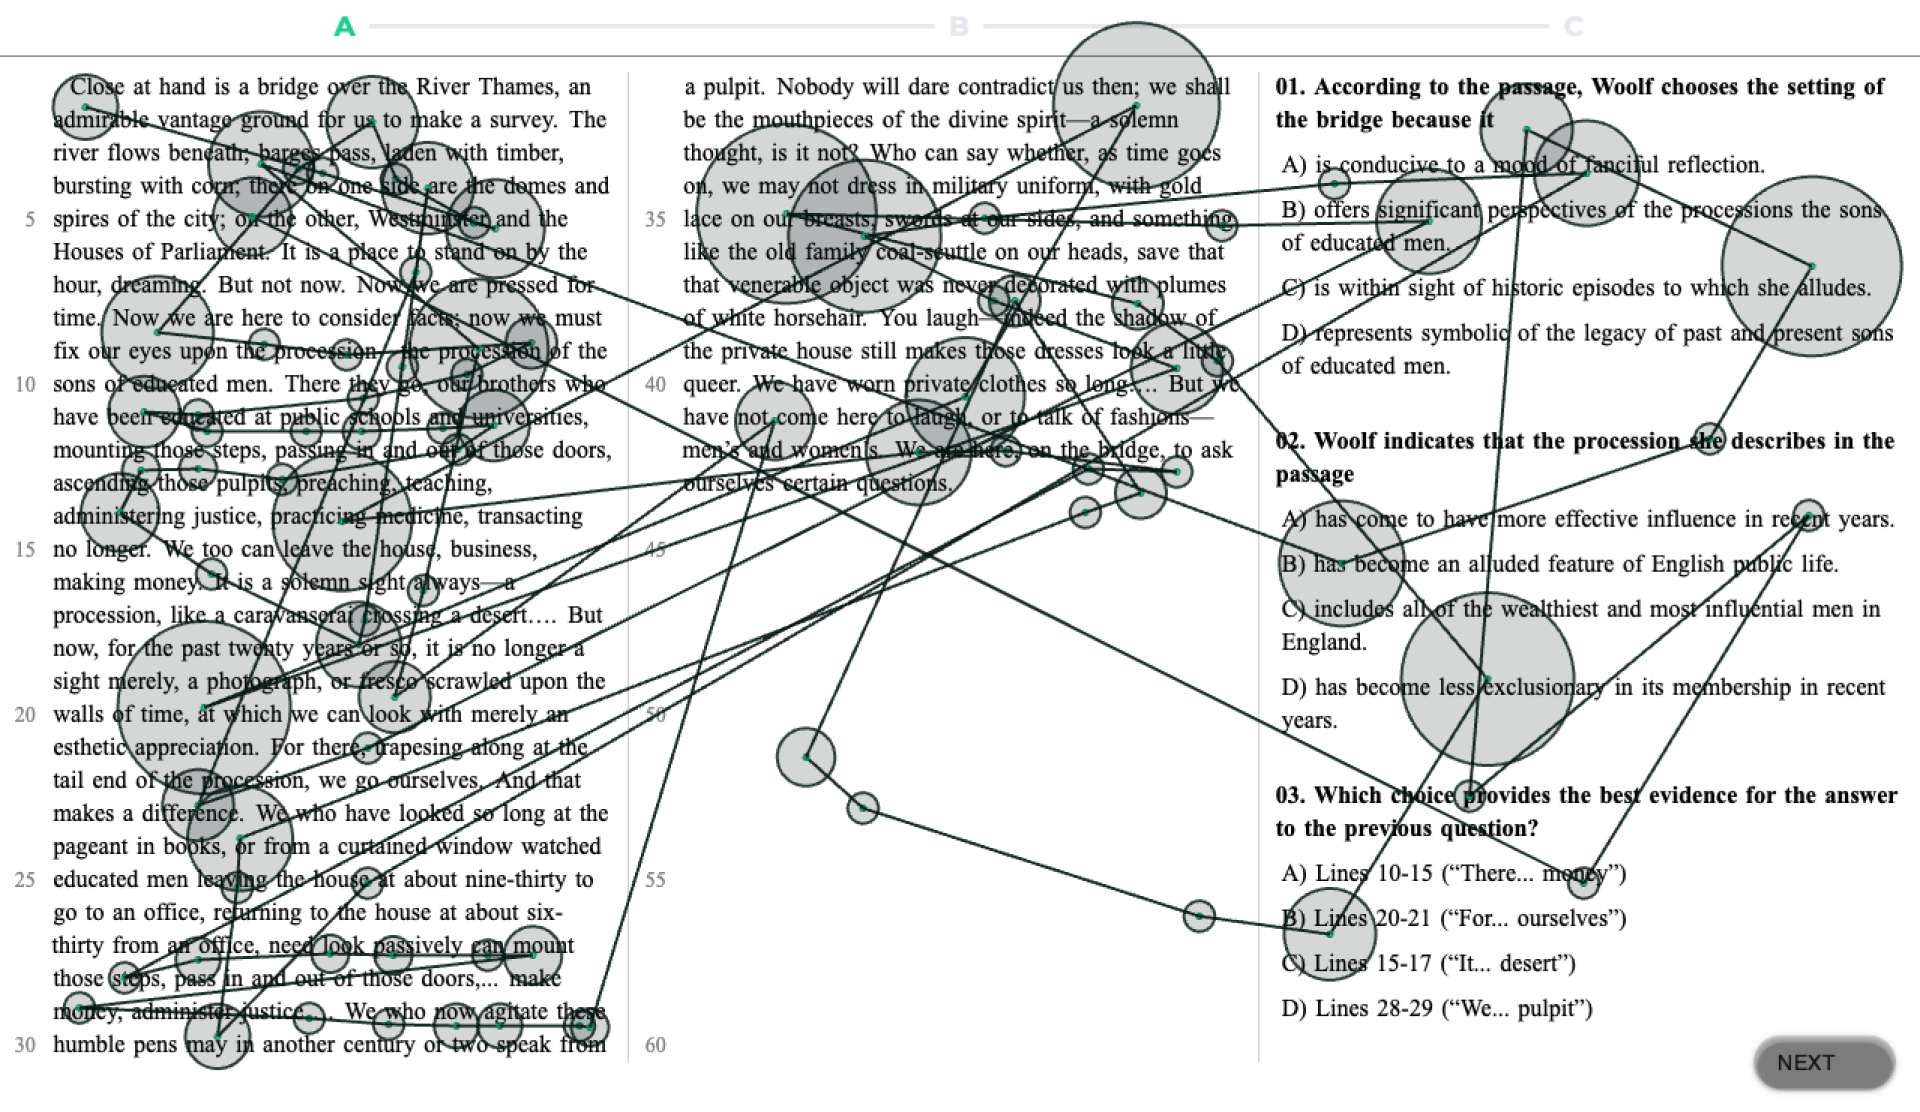 A B C
Close at hand is a bridge over the River Thames, an
admirable vantage ground for us to make a survey. The
river flows beneath; barges pass, laden with timber,
bursting with corn; there on one side are the domes and
5 spires of the city; on the other, Westminster and the
Houses of Parliament. It is a place to stand on by the
hour, dreaming. But not now. Now we are pressed for
time. Now we are here to consider facts; now we must
fix our eyes upon the procession—the procession of the
10 sons of educated men. There they go, our brothers who
have been educated at public schools and universities,
mounting those steps, passing in and out of those doors,
ascending those pulpits, preaching, teaching,
administering justice, practicing medicine, transacting
15 no longer. We too can leave the house, business,
making money. It is a solemn sight always—a
procession, like a caravanserai crossing a desert…. But
now, for the past twenty years or so, it is no longer a
sight merely, a photograph, or fresco scrawled upon the
20 walls of time, at which we can look with merely an
esthetic appreciation. For there, trapesing along at the
tail end of the procession, we go ourselves. And that
makes a difference. We who have looked so long at the
pageant in books, or from a curtained window watched
25 educated men leaving the house at about nine-thirty to
go to an office, returning to the house at about six-
thirty from an office, need look passively can mount
those steps, pass in and out of those doors,... make
money, administer justice.... We who now agitate these
30 humble pens may in another century or two speak from
a pulpit. Nobody will dare contradict us then; we shall
be the mouthpieces of the divine spirit—a solemn
thought, is it not? Who can say whether, as time goes
on, we may not dress in military uniform, with gold
35 lace on our breasts, swords at our sides, and something
like the old family coal-scuttle on our heads, save that
that venerable object was never decorated with plumes
of white horsehair. You laugh—indeed the shadow of
the private house still makes those dresses look a little
40 queer. We have worn private clothes so long…. But we
have not come here to laugh, or to talk of fashions—
men’s and women’s. We are here, on the bridge, to ask
ourselves certain questions.
45
50
55
60
01. According to the passage, Woolf chooses the setting of
the bridge because it
A) is conducive to a mood of fanciful reflection.
B) offers significant perspectives of the processions the sons
of educated men.
C) is within sight of historic episodes to which she alludes.
D) represents symbolic of the legacy of past and present sons
of educated men.
02. Woolf indicates that the procession she describes in the
passage
A) has come to have more effective influence in recent years.
B) has become an alluded feature of English public life.
C) includes all of the wealthiest and most influential men in
England.
D) has become less exclusionary in its membership in recent
years.
03. Which choice provides the best evidence for the answer
to the previous question?
A) Lines 10-15 (“There... money”)
B) Lines 20-21 (“For... ourselves”)
C) Lines 15-17 (“It... desert”)
D) Lines 28-29 (“We... pulpit”)
NEXT